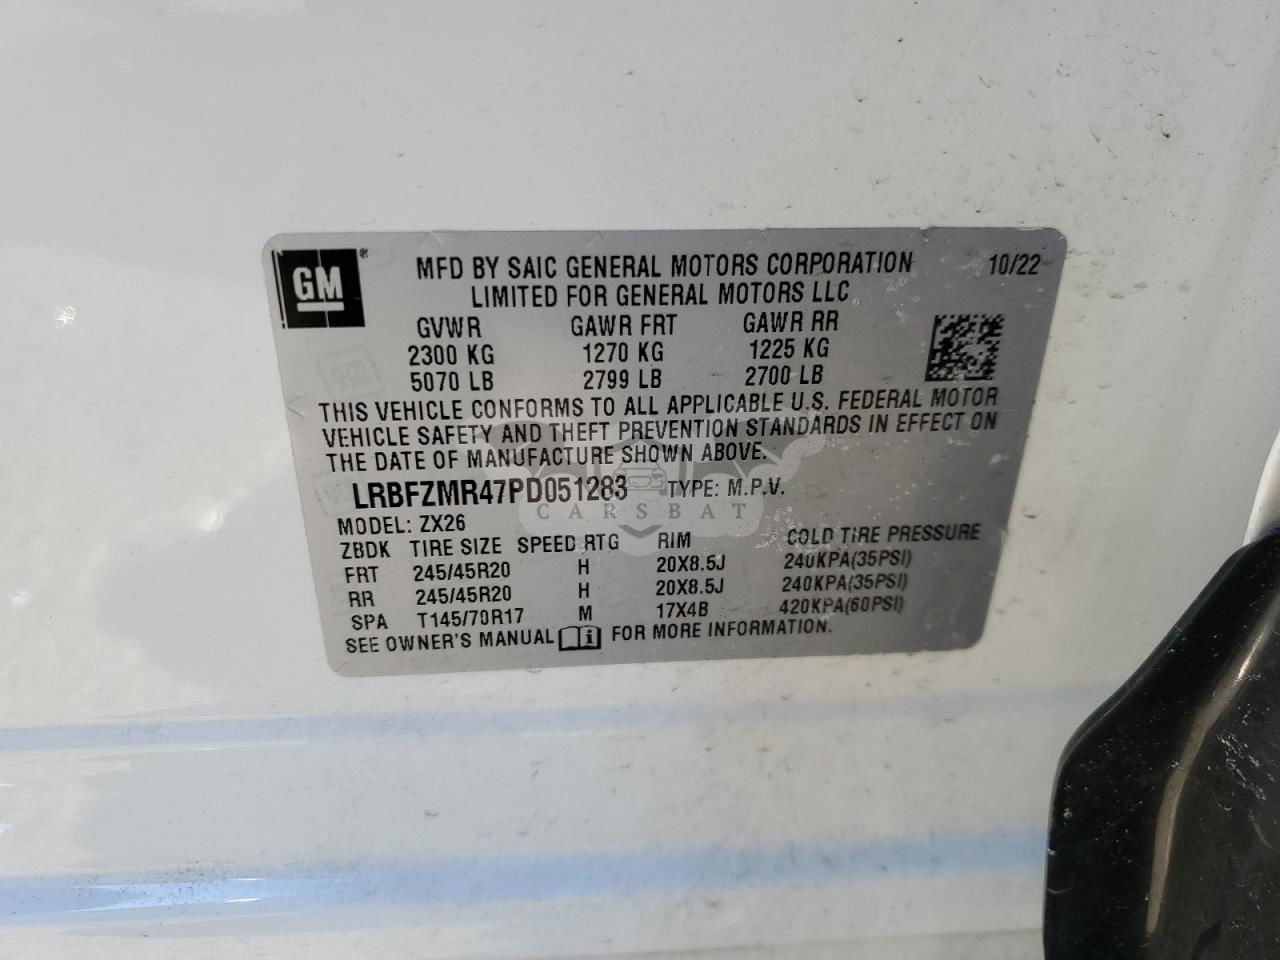 GM ®
MFD BY SAIC GENERAL MOTORS CORPORATION 10/22
LIMITED FOR GENERAL MOTORS LLC
GVWR GAWR FRT GAWR RR
2300 KG 1270 KG 1225 KG
5070 LB 2799 LB 2700 LB
THIS VEHICLE CONFORMS TO ALL APPLICABLE U.S. FEDERAL MOTOR
VEHICLE SAFETY AND THEFT PREVENTION STANDARDS IN EFFECT ON
THE DATE OF MANUFACTURE SHOWN ABOVE.
LRBFZMR47PD051283 TYPE: M.P.V.
CARSBAT
MODEL: ZX26
ZBDK TIRE SIZE SPEED RTG RIM COLD TIRE PRESSURE
FRT 245/45R20 H 20X8.5J 240KPA(35PSI)
RR 245/45R20 H 20X8.5J 240KPA(35PSI)
SPA T145/70R17 M 17X4B 420KPA(60PSI)
SEE OWNER'S MANUAL i FOR MORE INFORMATION.